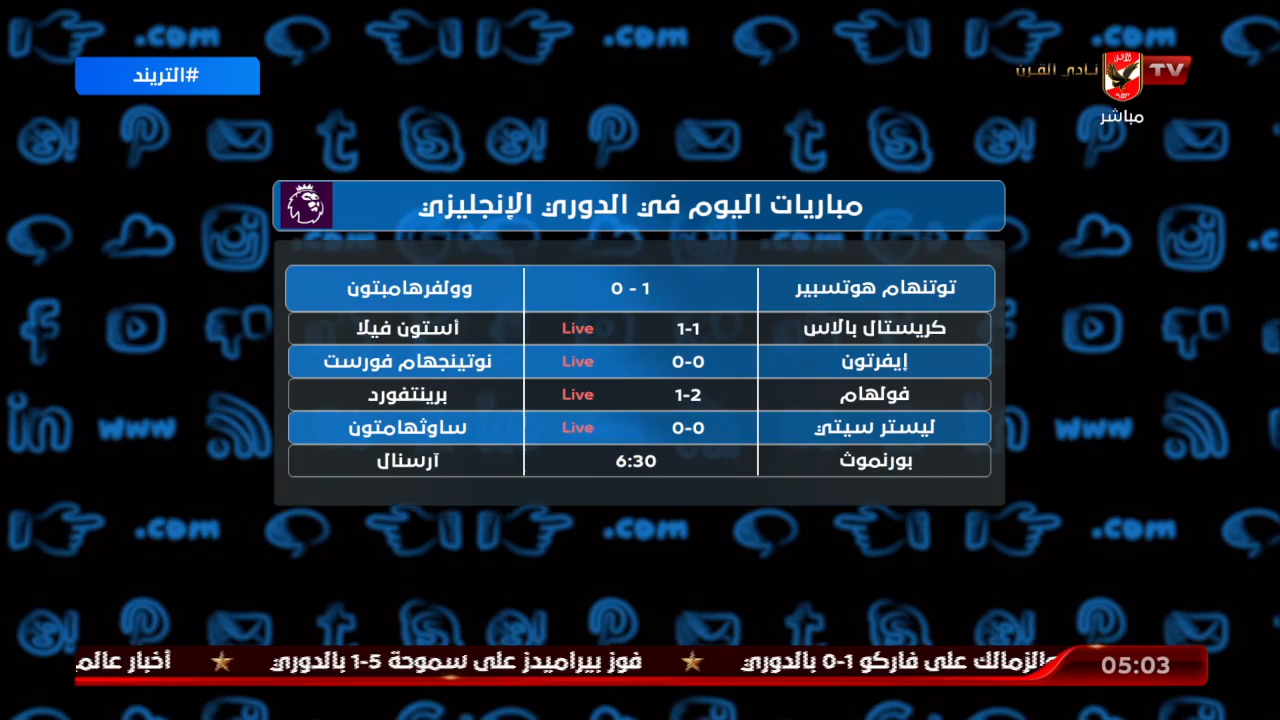 #التريند
نادي القرن
TV
مباشر
مباريات اليوم في الدوري الإنجليزي
توتنهام هوتسبير 1 - 0 وولفرهامبتون
كريستال بالاس 1-1 Live أستون فيلا
إيفرتون 0-0 Live نوتينجهام فورست
فولهام 1-2 Live برينتفورد
ليستر سيتي 0-0 Live ساوثهامتون
بورنموث 6:30 آرسنال
.com
www
05:03
والزمالك على فاركو 1-0 بالدوري ★ فوز بيراميدز على سموحة 5-1 بالدوري ★ أخبار عالم